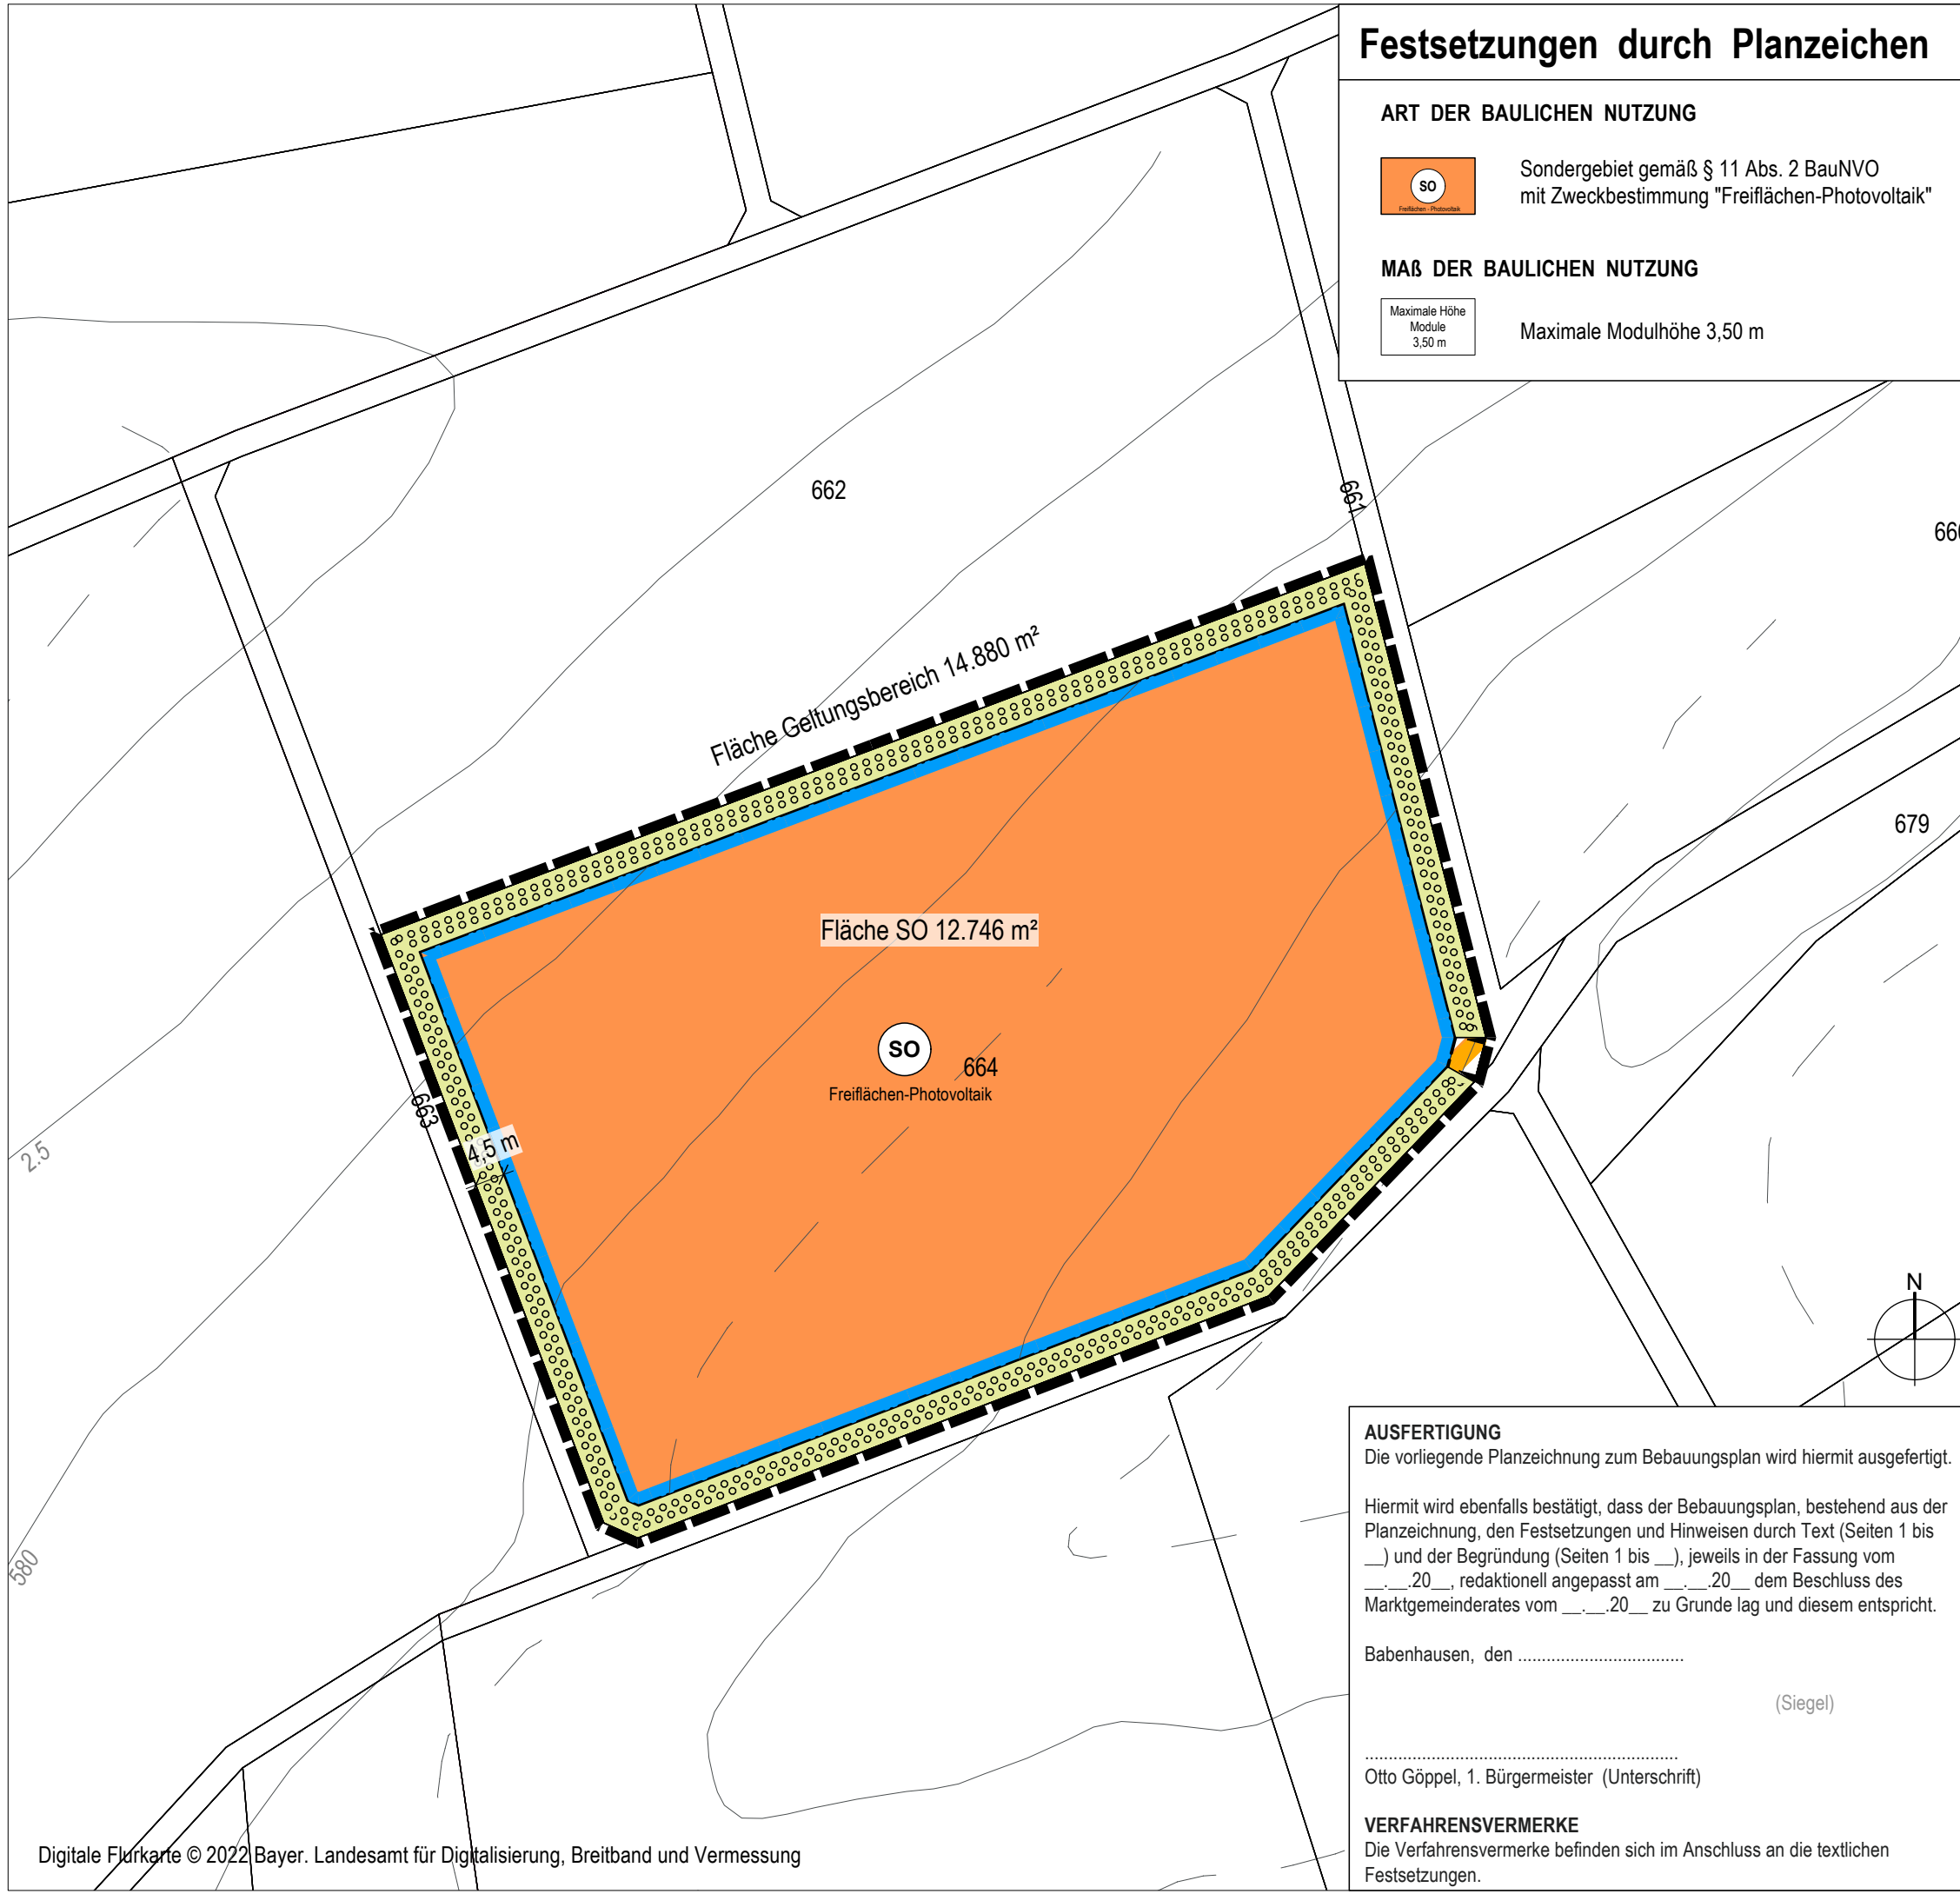 Festsetzungen durch Planzeichen
ART DER BAULICHEN NUTZUNG
SO
Freiflächen - Photovoltaik
Sondergebiet gemäß § 11 Abs. 2 BauNVO
mit Zweckbestimmung "Freiflächen-Photovoltaik"
MAß DER BAULICHEN NUTZUNG
Maximale Höhe
Module
3,50 m
Maximale Modulhöhe 3,50 m
662
661
679
Fläche Geltungsbereich 14.880 m²
Fläche SO 12.746 m²
SO
664
Freiflächen-Photovoltaik
663
4,5 m
2.5
580
N
AUSFERTIGUNG
Die vorliegende Planzeichnung zum Bebauungsplan wird hiermit ausgefertigt.
Hiermit wird ebenfalls bestätigt, dass der Bebauungsplan, bestehend aus der
Planzeichnung, den Festsetzungen und Hinweisen durch Text (Seiten 1 bis
__) und der Begründung (Seiten 1 bis __), jeweils in der Fassung vom
__.__.20__, redaktionell angepasst am __.__.20__ dem Beschluss des
Marktgemeinderates vom __.__.20__ zu Grunde lag und diesem entspricht.
Babenhausen, den ...................................
(Siegel)
..................................................................
Otto Göppel, 1. Bürgermeister (Unterschrift)
VERFAHRENSVERMERKE
Die Verfahrensvermerke befinden sich im Anschluss an die textlichen
Festsetzungen.
Digitale Flurkarte © 2022 Bayer. Landesamt für Digitalisierung, Breitband und Vermessung